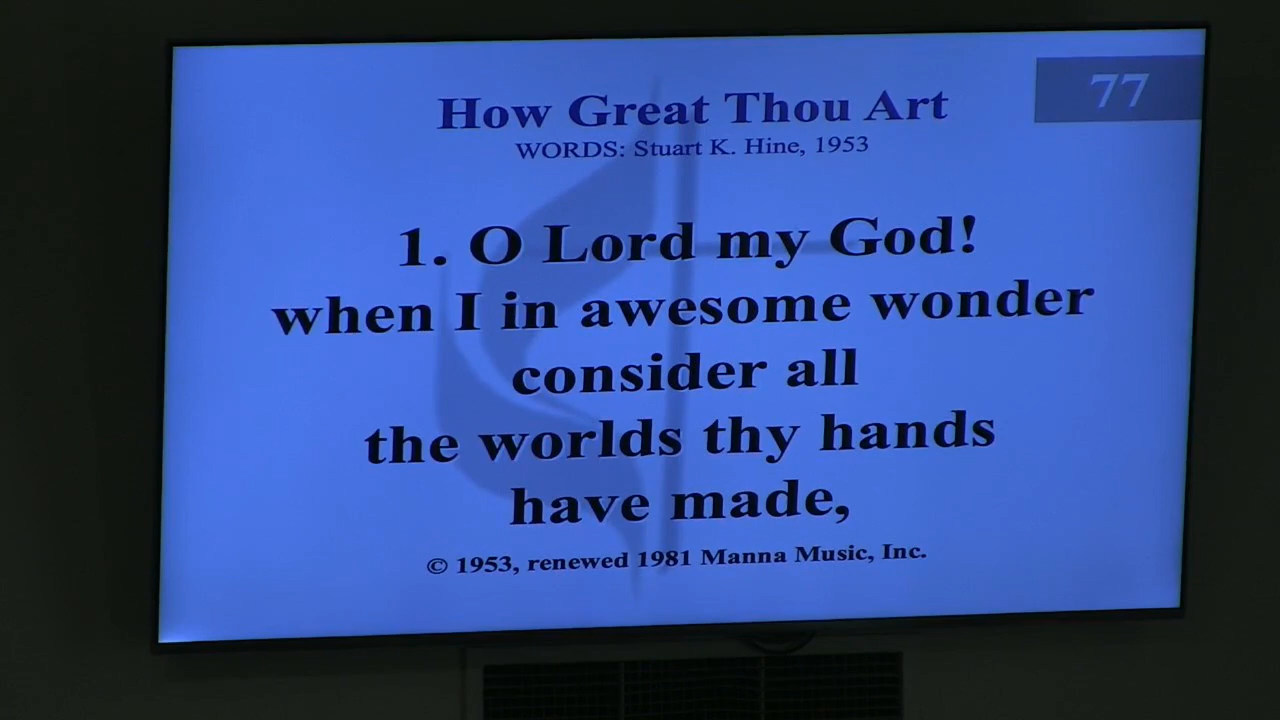 77
How Great Thou Art
WORDS: Stuart K. Hine, 1953
1. O Lord my God!
when I in awesome wonder
consider all
the worlds thy hands
have made,
© 1953, renewed 1981 Manna Music, Inc.